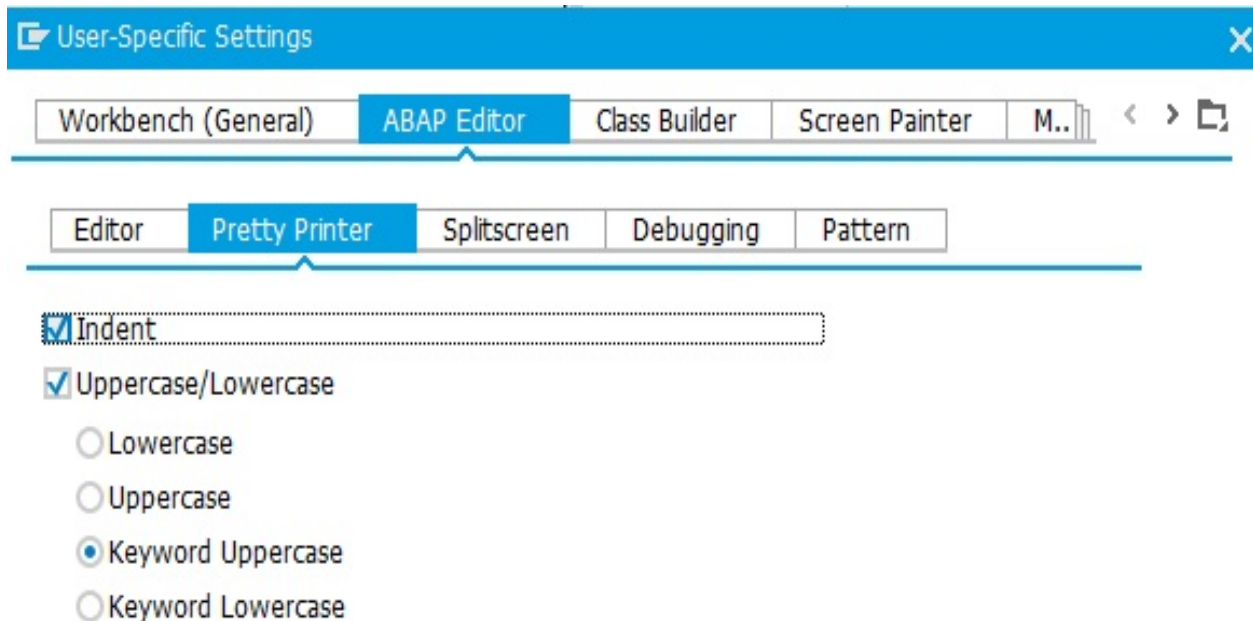 User-Specific Settings
Workbench (General) ABAP Editor Class Builder Screen Painter M..
Editor Pretty Printer Splitscreen Debugging Pattern
Indent
Uppercase/Lowercase
Lowercase
Uppercase
Keyword Uppercase
Keyword Lowercase